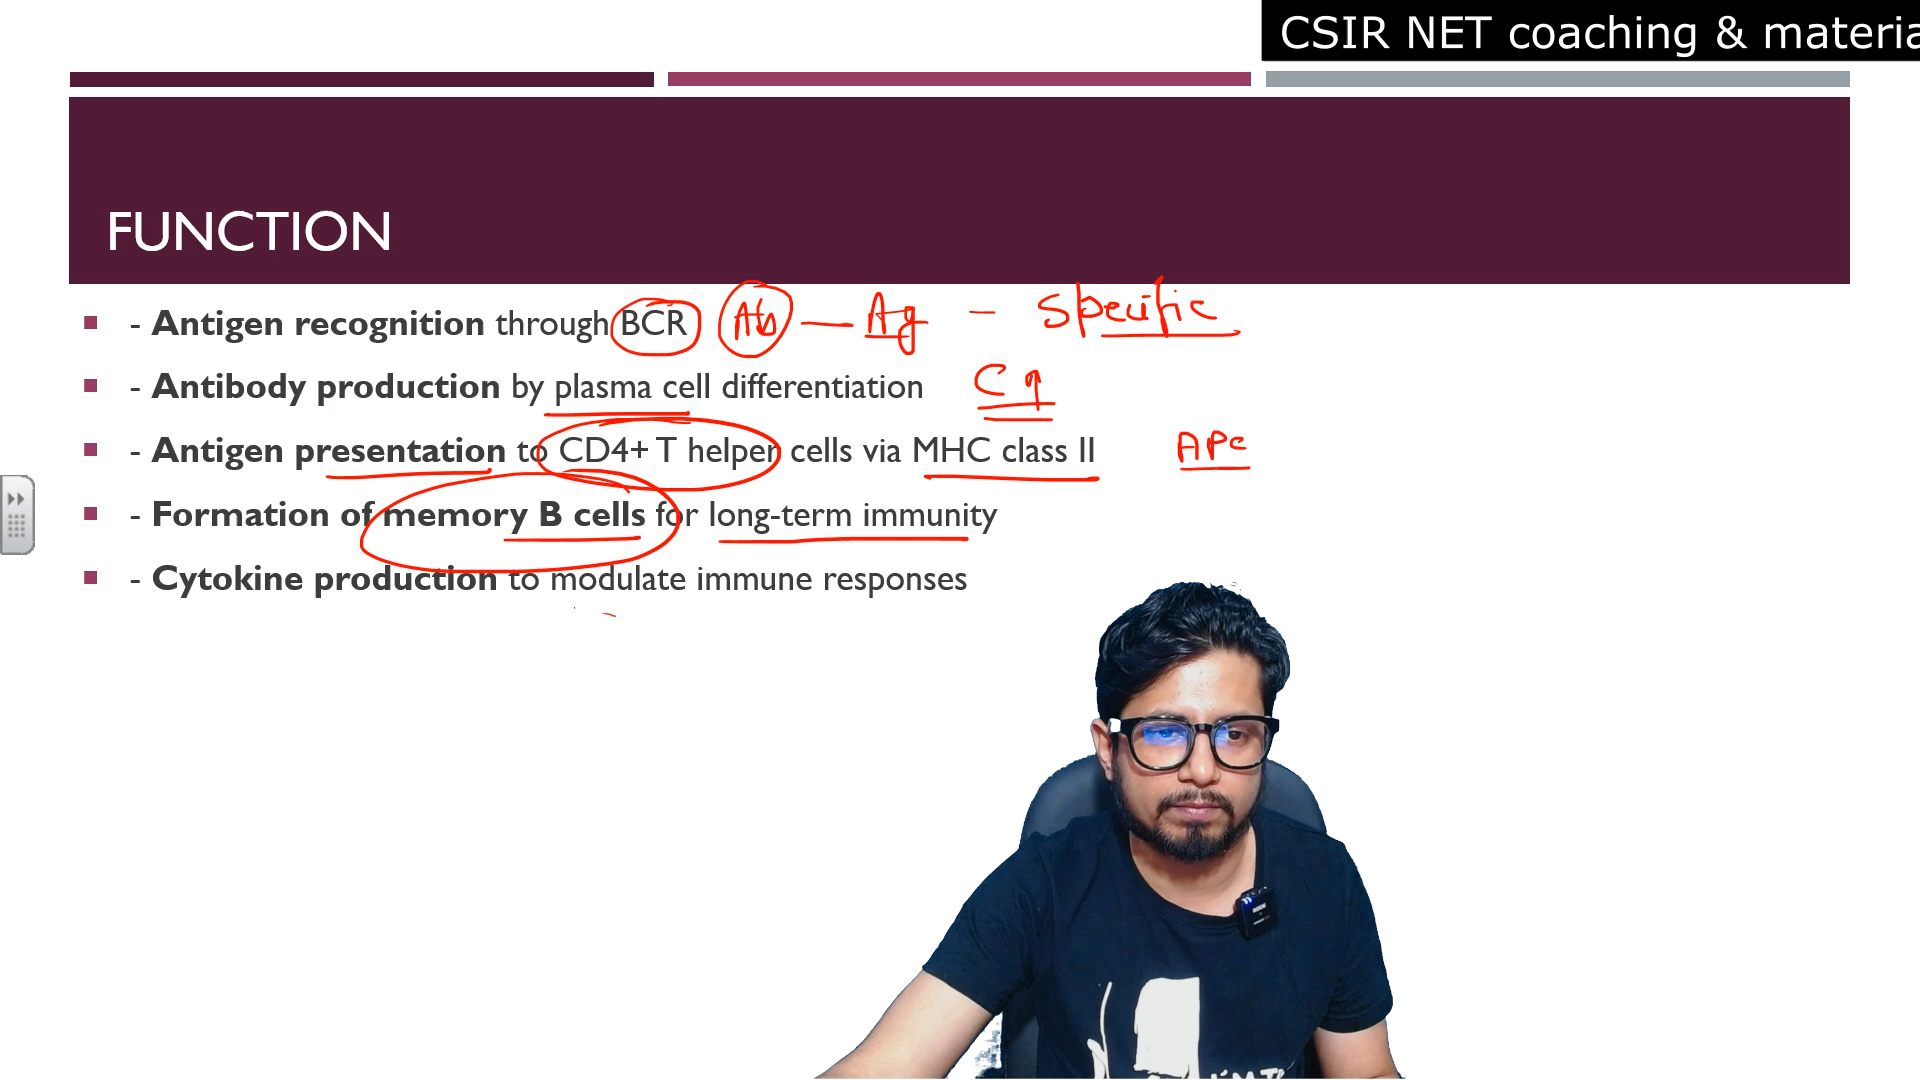 CSIR NET coaching & materia
FUNCTION
- Antigen recognition through BCR Ab — Ag - Specific
- Antibody production by plasma cell differentiation
- Antigen presentation to CD4+ T helper cells via MHC class II APC
- Formation of memory B cells for long-term immunity
- Cytokine production to modulate immune responses